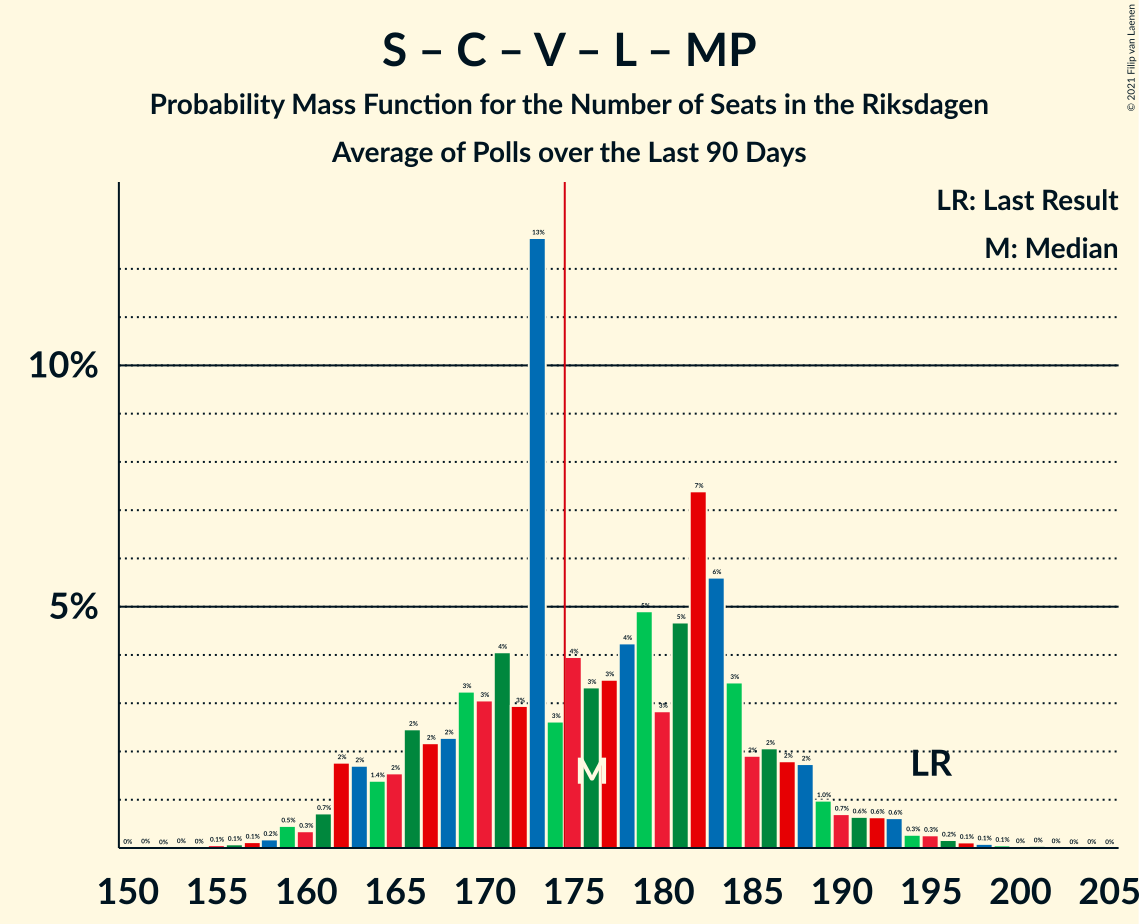 S – C – V – L – MP
Probability Mass Function for the Number of Seats in the Riksdagen
Average of Polls over the Last 90 Days
© 2021 Filip van Laenen
LR: Last Result
M: Median
10%
5%
0% 0% 0% 0% 0% 0.1% 0.1% 0.1% 0.2% 0.5% 0.3% 0.7% 2% 2% 1.4% 2% 2% 2% 2% 3% 3% 4% 3% 13% 3% 4% 3% 3% 4% 5% 3% 5% 7% 6% 3% 2% 2% 2% 2% 1.0% 0.7% 0.6% 0.6% 0.6% 0.3% 0.3% 0.2% 0.1% 0.1% 0.1% 0% 0% 0% 0% 0% 0%
M
LR
150 155 160 165 170 175 180 185 190 195 200 205